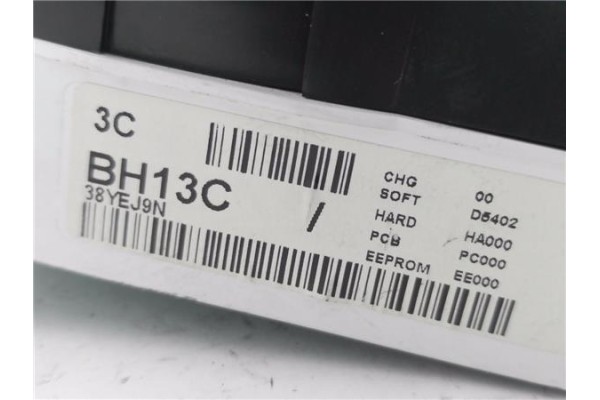 3C
BH13C /
38YEJ9N
CHG 00
SOFT D5402
HARD HA000
PCB PC000
EEPROM EE000